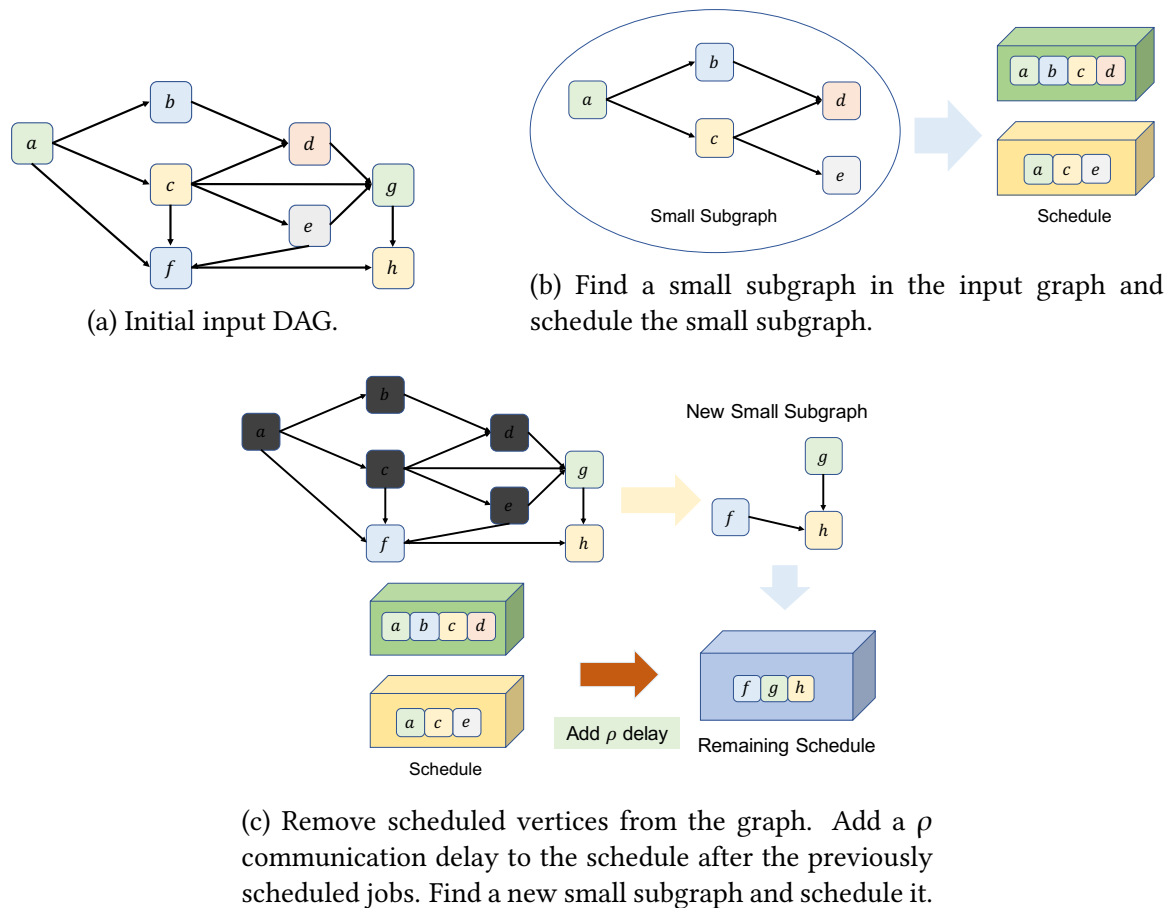 b
a
d
c
g
e
f
h
(a) Initial input DAG.
b
a
d
c
e
Small Subgraph
a b c d
a c e
Schedule
(b) Find a small subgraph in the input graph and
schedule the small subgraph.
b
a
d
c
g
e
f
h
New Small Subgraph
g
f
h
a b c d
a c e
Schedule
Add ρ delay
f g h
Remaining Schedule
(c) Remove scheduled vertices from the graph. Add a ρ
communication delay to the schedule after the previously
scheduled jobs. Find a new small subgraph and schedule it.